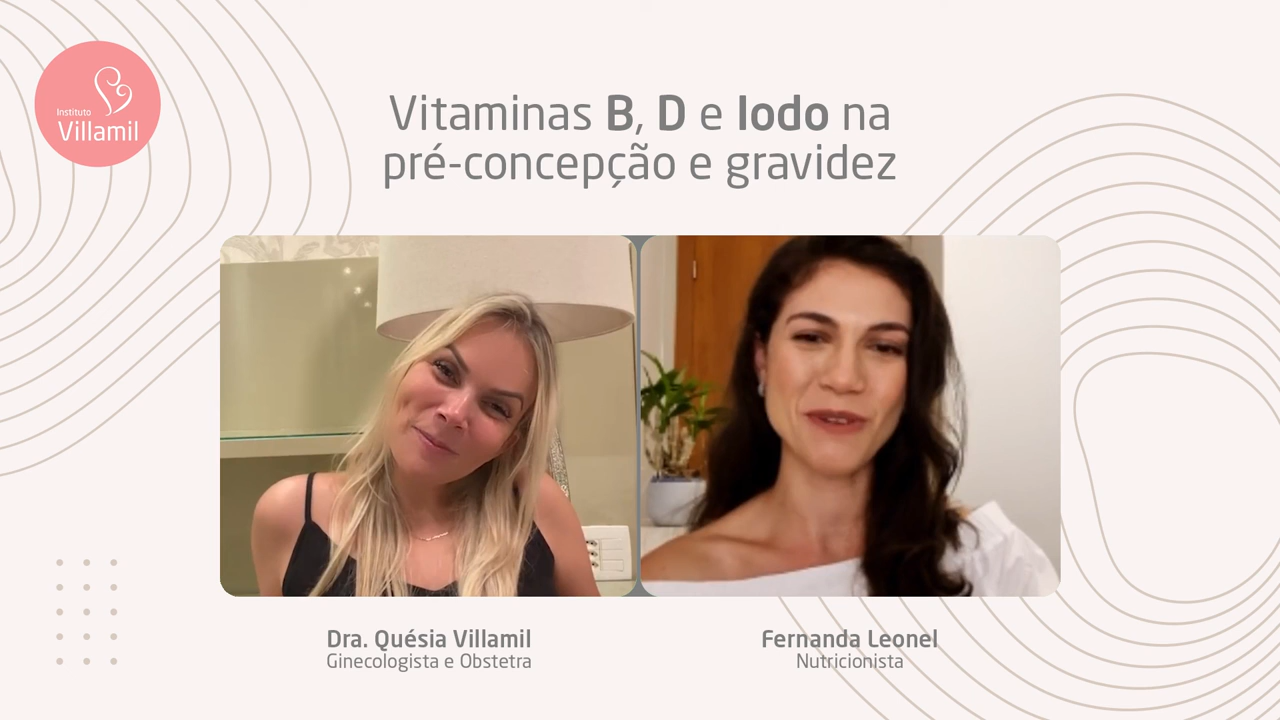 Instituto
Villamil
Vitaminas B, D e Iodo na
pré-concepção e gravidez
Dra. Quésia Villamil
Ginecologista e Obstetra
Fernanda Leonel
Nutricionista